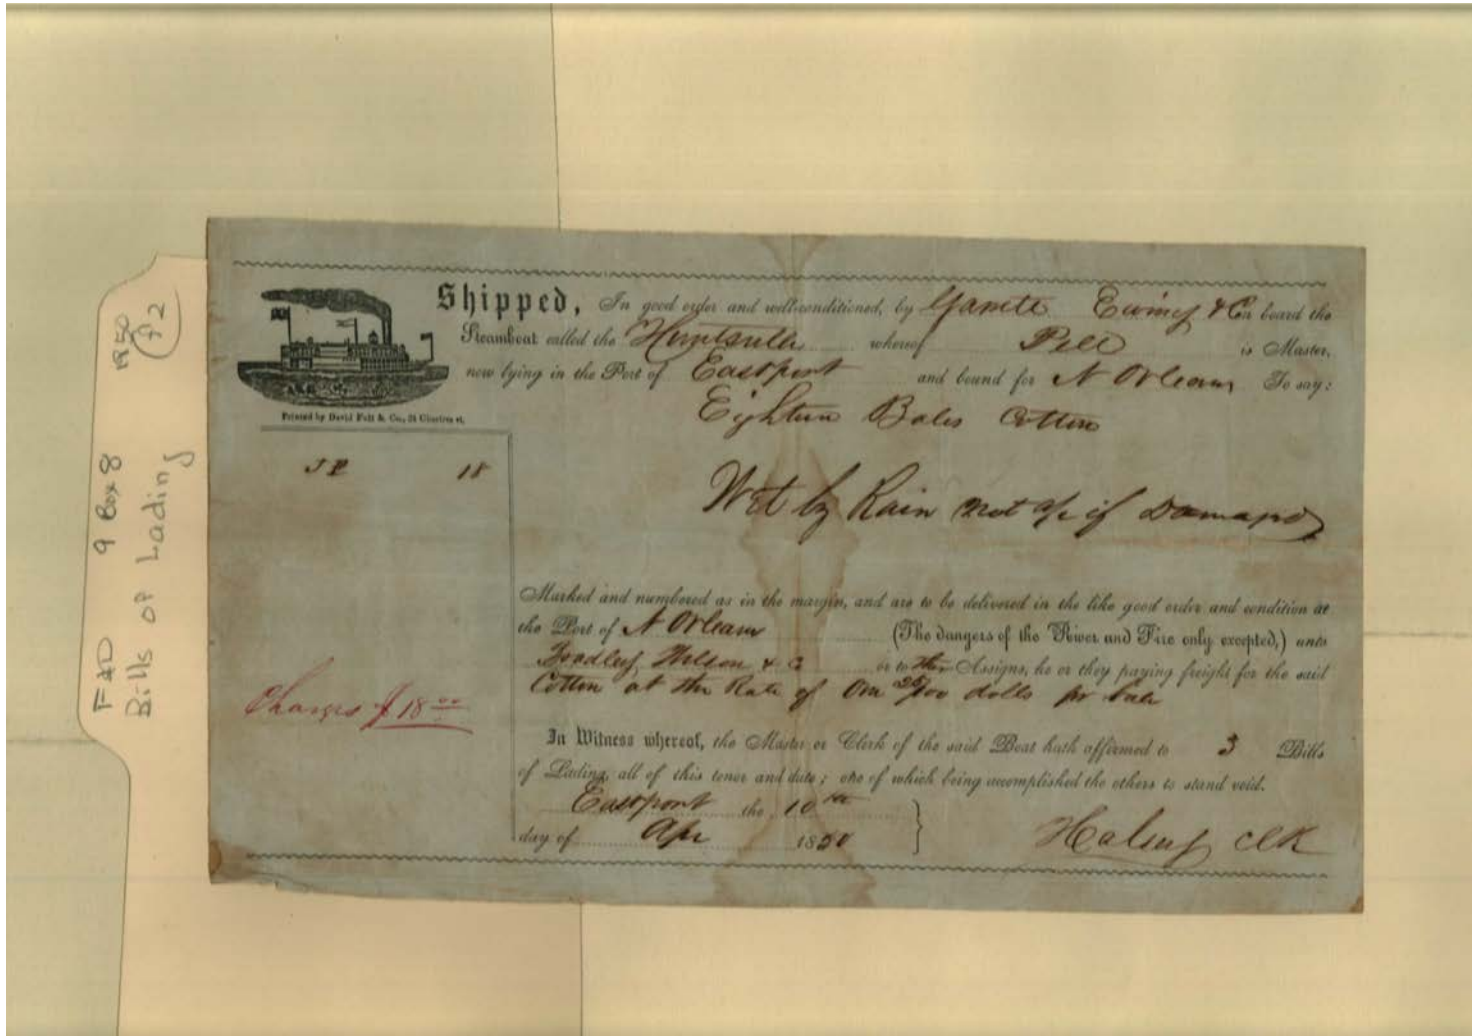 1850
P2
F&D 9 Box 8
Bills of Lading
Shipped, In good order and well-conditioned, by Ewing & Co on board the
Steamboat called the Huntsville whereof Pell is Master,
now lying in the Port of Eastport and bound for N Orleans To say:
Printed by David Felt & Co., 24 Chartres st.
Eighteen Bales Cotton
J P 18
Wet by Rain not a/c if Damaged
Marked and numbered as in the margin, and are to be delivered in the like good order and condition at
the Port of N Orleans (The dangers of the River and Fire only excepted,) unto
Fradley, Wilson & C or to their Assigns, he or they paying freight for the said
Cotton at the Rate of One 25/100 dolls pr bale
Charges $18.00
In Witness whereof, the Master or Clerk of the said Boat hath affirmed to 3 Bills
of Lading, all of this tenor and date; one of which being accomplished the others to stand void.
Eastport the 10th
day of Apr 1850
Halsey Clk